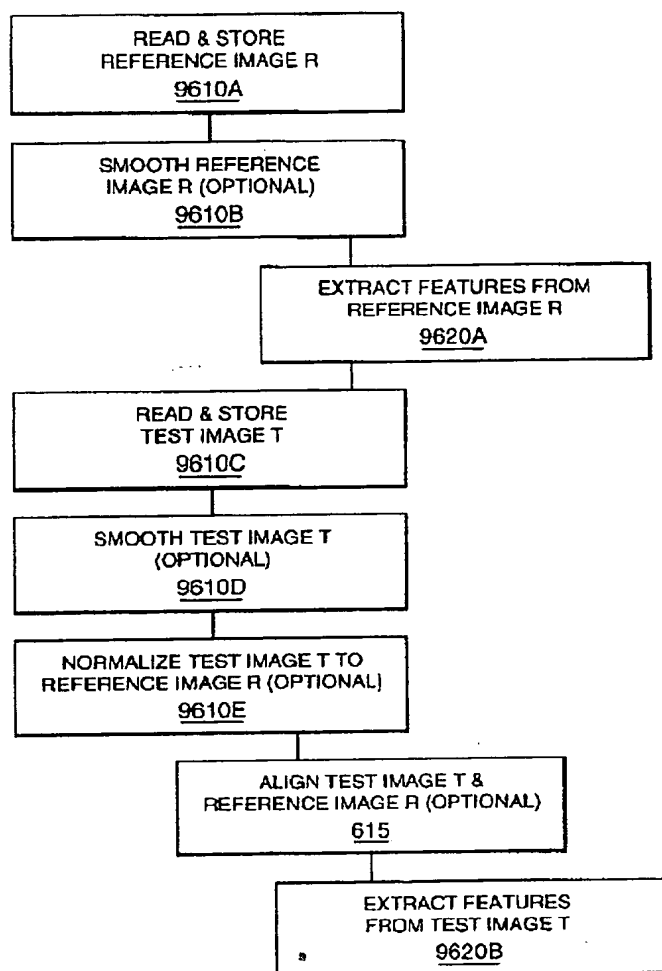 READ & STORE
REFERENCE IMAGE R
9610A
SMOOTH REFERENCE
IMAGE R (OPTIONAL)
9610B
EXTRACT FEATURES FROM
REFERENCE IMAGE R
9620A
READ & STORE
TEST IMAGE T
9610C
SMOOTH TEST IMAGE T
(OPTIONAL)
9610D
NORMALIZE TEST IMAGE T TO
REFERENCE IMAGE R (OPTIONAL)
9610E
ALIGN TEST IMAGE T &
REFERENCE IMAGE R (OPTIONAL)
615
EXTRACT FEATURES
FROM TEST IMAGE T
9620B